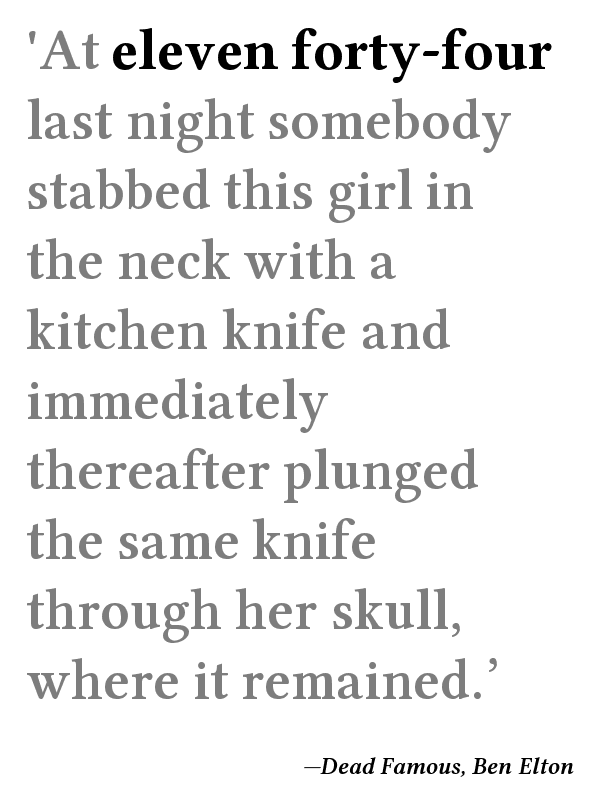 'At eleven forty-four
last night somebody
stabbed this girl in
the neck with a
kitchen knife and
immediately
thereafter plunged
the same knife
through her skull,
where it remained.’
—Dead Famous, Ben Elton